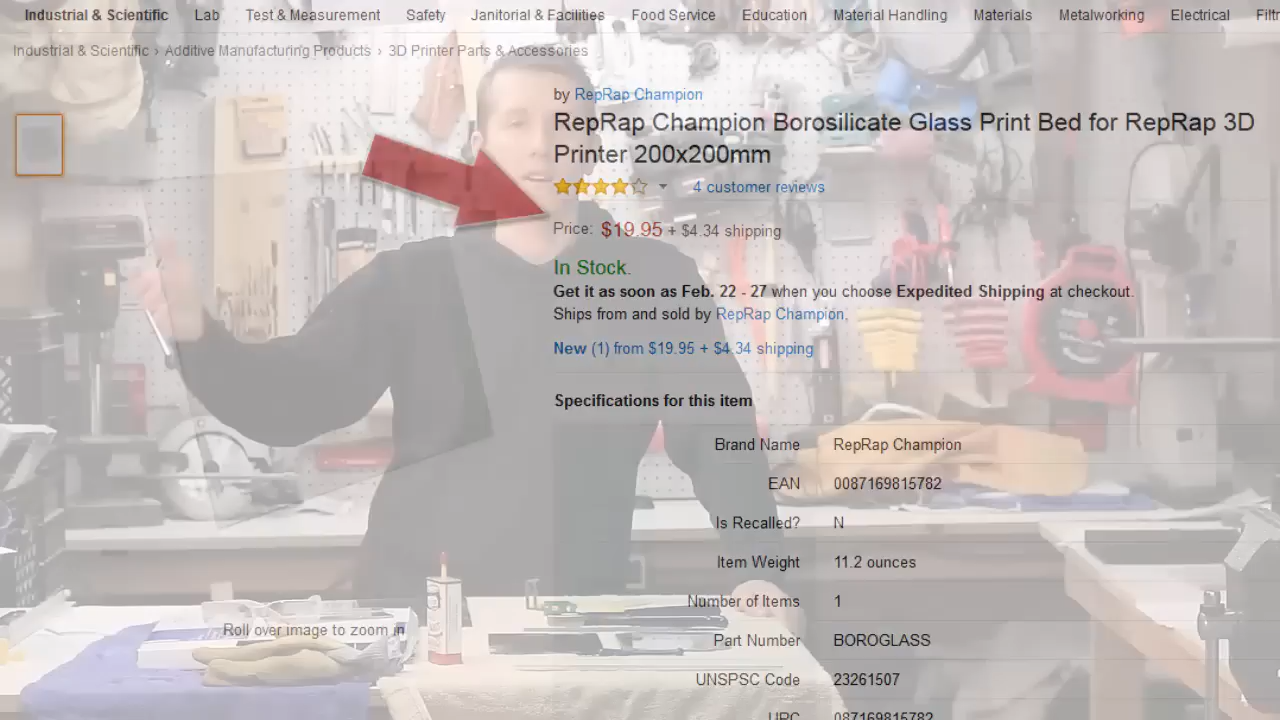 Industrial & Scientific Lab Test & Measurement Safety Janitorial & Facilities Food Service Education Material Handling Materials Metalworking Electrical Filtr
Industrial & Scientific › Additive Manufacturing Products › 3D Printer Parts & Accessories
by RepRap Champion
RepRap Champion Borosilicate Glass Print Bed for RepRap 3D
Printer 200x200mm
4 customer reviews
Price: $19.95 + $4.34 shipping
In Stock.
Get it as soon as Feb. 22 - 27 when you choose Expedited Shipping at checkout.
Ships from and sold by RepRap Champion.
New (1) from $19.95 + $4.34 shipping
Specifications for this item
Brand Name RepRap Champion
EAN 0087169815782
Is Recalled? N
Item Weight 11.2 ounces
Number of Items 1
Roll over image to zoom in
Part Number BOROGLASS
UNSPSC Code 23261507
UPC 087169815782